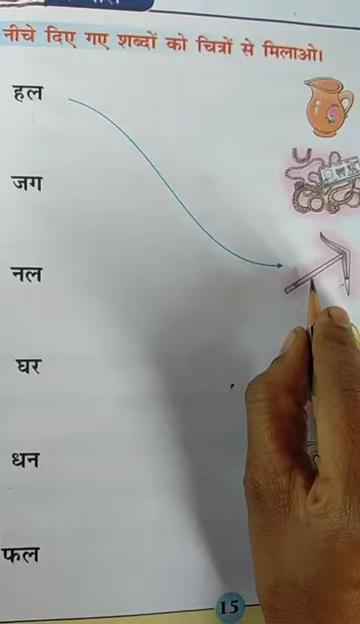 नीचे दिए गए शब्दों को चित्रों से मिलाओ।
हल
जग
नल
घर
धन
फल
15